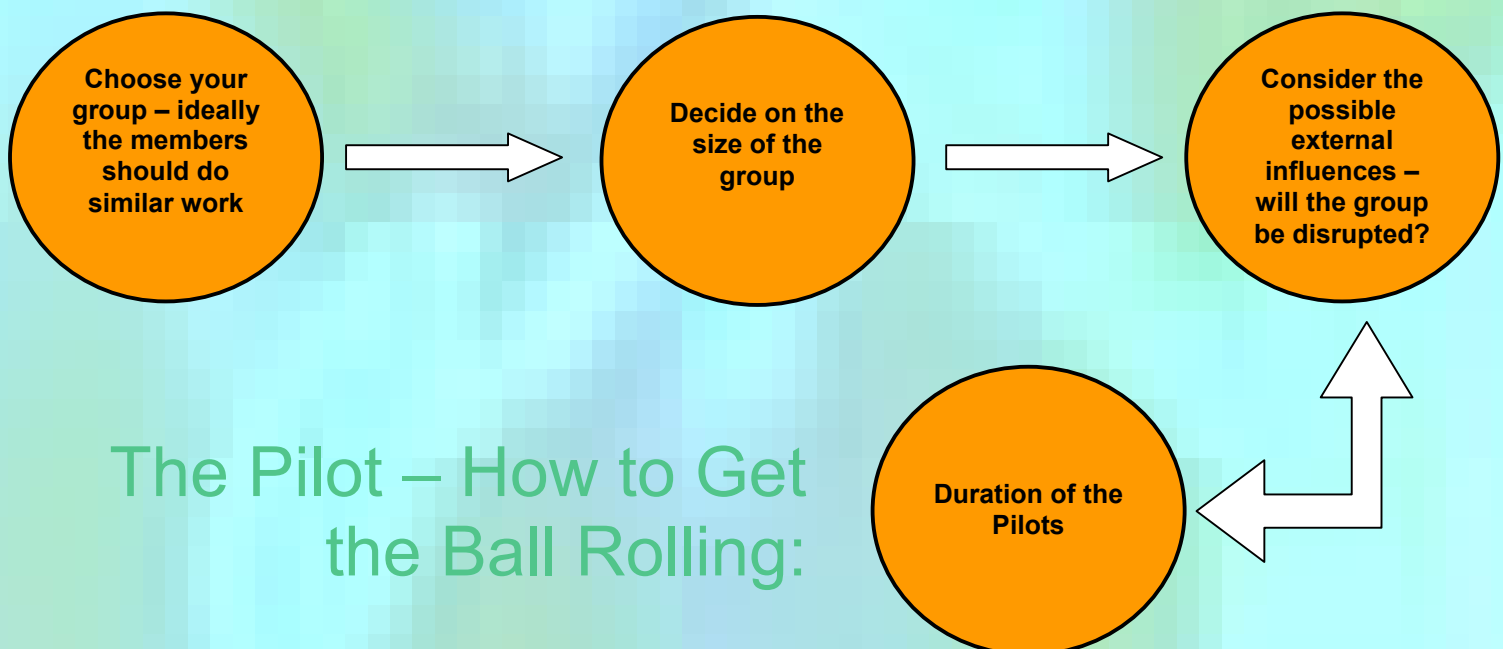 Choose your
group – ideally
the members
should do
similar work
Decide on the
size of the
group
Consider the
possible
external
influences –
will the group
be disrupted?
The Pilot – How to Get
the Ball Rolling:
Duration of the
Pilots